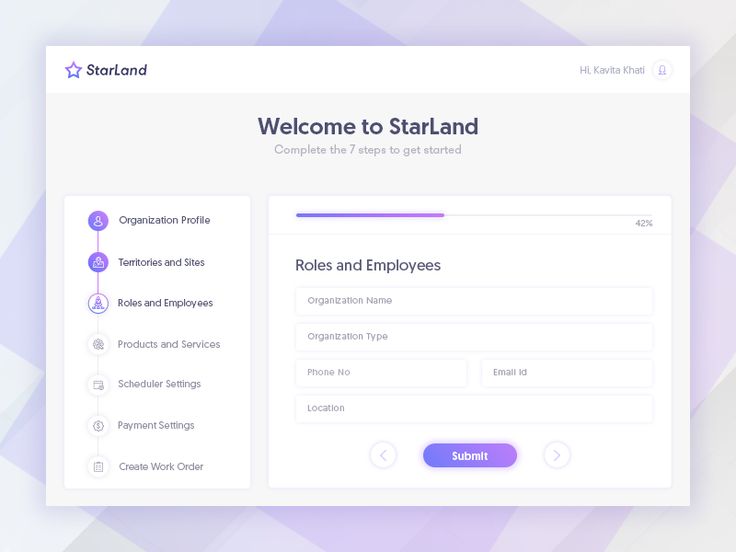 StarLand
Hi, Kavita Khati
Welcome to StarLand
Complete the 7 steps to get started
Organization Profile
Territories and Sites
Roles and Employees
Products and Services
Scheduler Settings
Payment Settings
Create Work Order
42%
Roles and Employees
Organization Name
Organization Type
Phone No
Email Id
Location
Submit